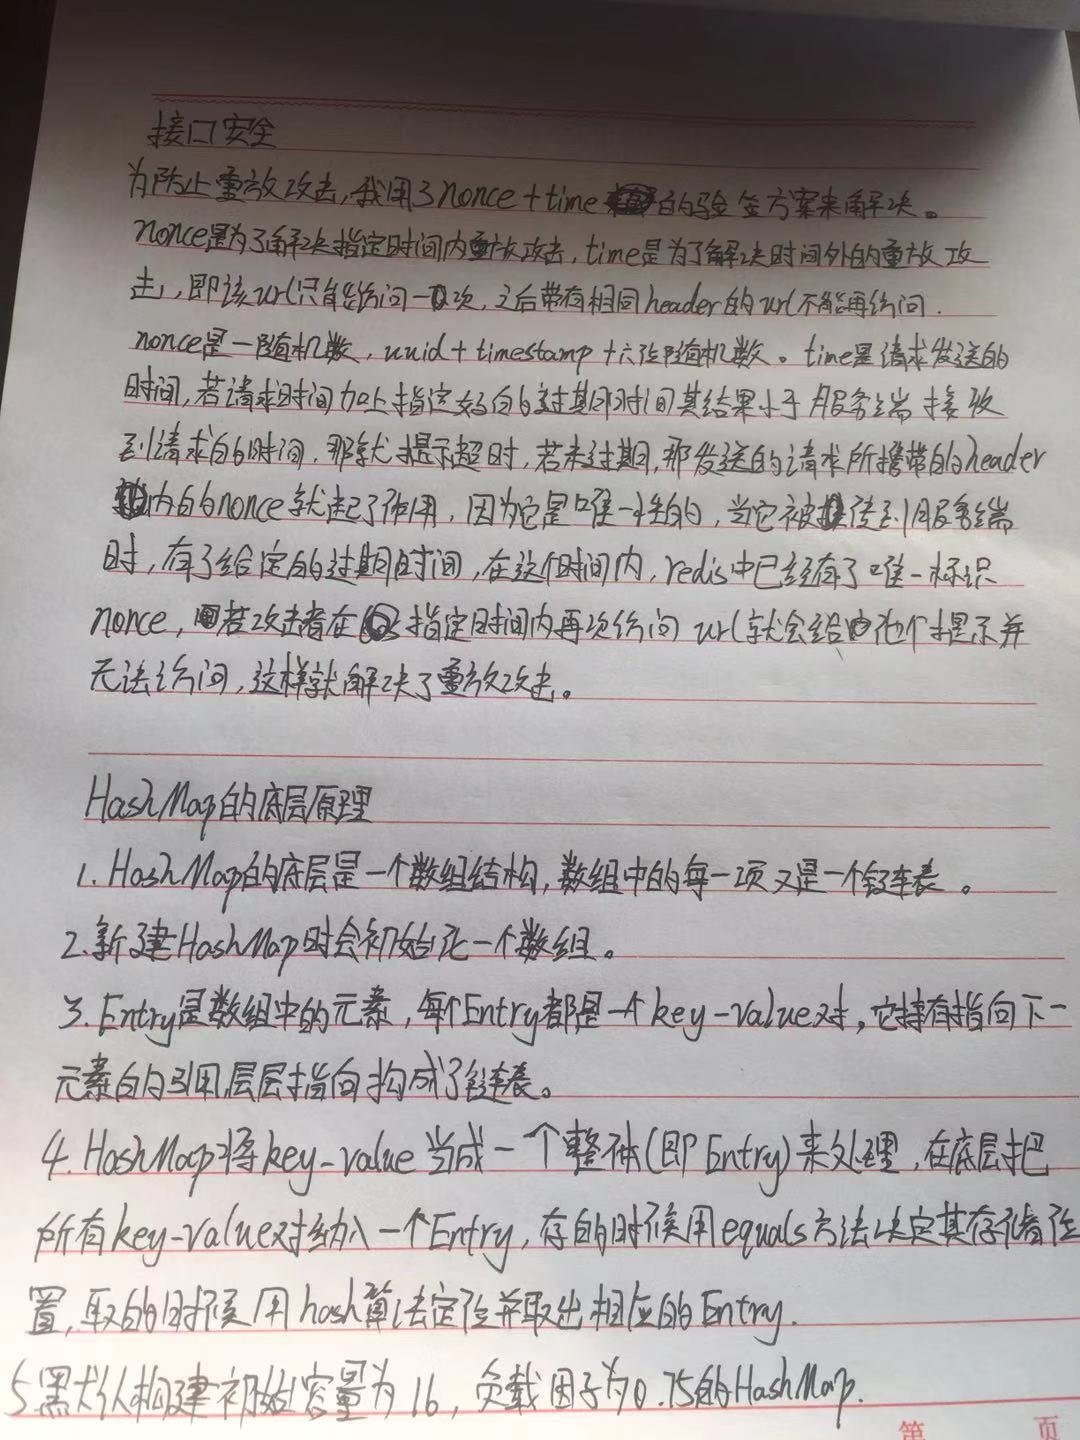 接口安全
为防止重放攻击,我用了nonce+time的验签方案来解决。
nonce是为了解决指定时间内重放攻击,time是为了解决时间外的重放攻
击,即该url只能访问一次,之后带有相同header的url不能再访问.
nonce是一随机数,uuid+timestamp+六位随机数。time是请求发送的
时间,若请求时间加上指定好的过期时间其结果小于服务端接收
到请求的时间,那就提示超时,若未过期,那发送的请求所携带的header
内的nonce就起了作用,因为它是唯一性的,当它被传到服务端
时,存了给定的过期时间,在这个时间内,redis中已经有了唯一标识
nonce,若攻击者在指定时间内再次访问url就会给他个提示并
无法访问,这样就解决了重放攻击。
HashMap的底层原理
1.HashMap的底层是一个数组结构,数组中的每一项又是一个链表。
2.新建HashMap时会初始化一个数组。
3.Entry是数组中的元素,每个Entry都是一个key-value对,它持有指向下一
元素的引用,层层指向构成了链表。
4.HashMap将key-value当成一个整体(即Entry)来处理,在底层把
所有key-value对纳入一个Entry,存的时候用equals方法决定其存储位
置,取的时候用hash算法定位并取出相应的Entry.
5.默认构建初始容量为16,负载因子为0.75的HashMap.
第 页